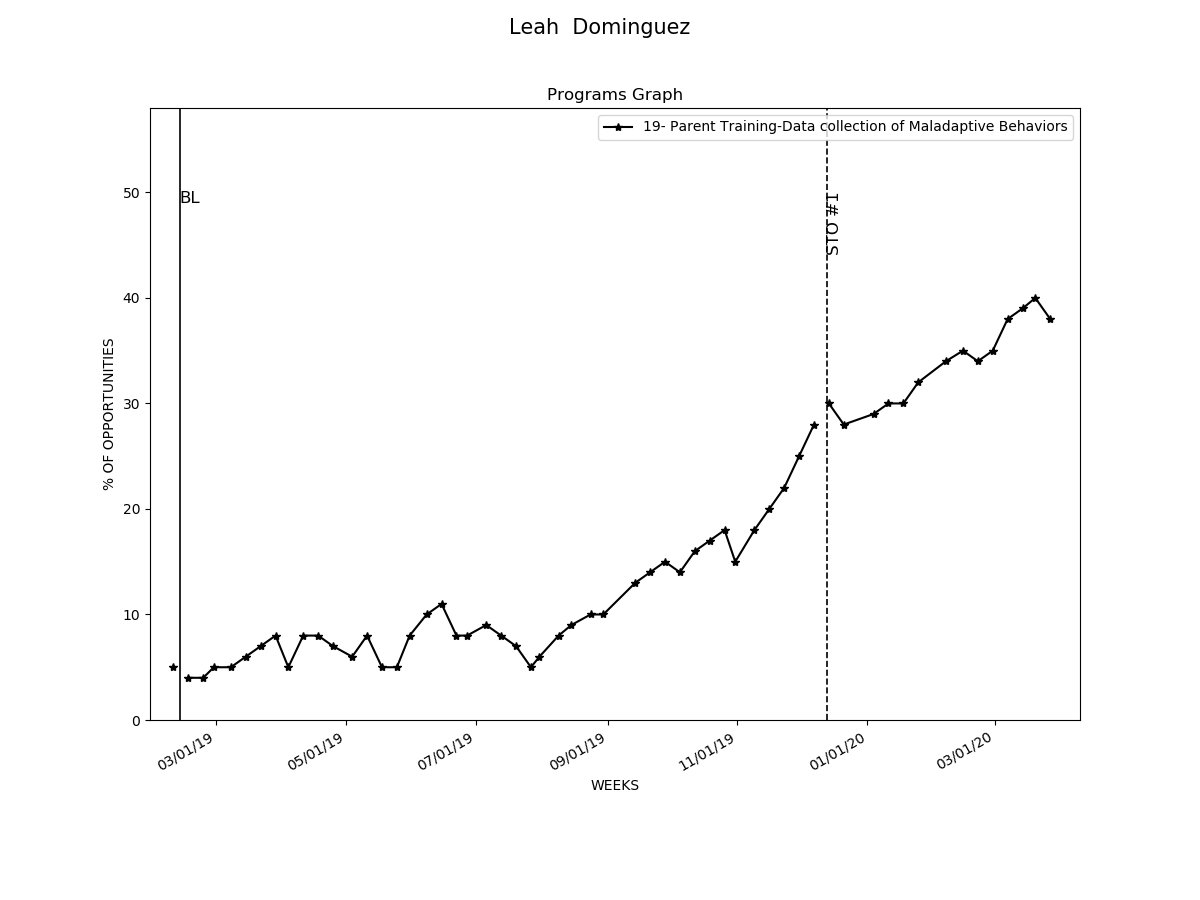 Leah  Dominguez
Programs Graph
19- Parent Training-Data collection of Maladaptive Behaviors
BL
STO #1
% OF OPPORTUNITIES
50
40
30
20
10
0
03/01/19
05/01/19
07/01/19
09/01/19
11/01/19
01/01/20
03/01/20
WEEKS